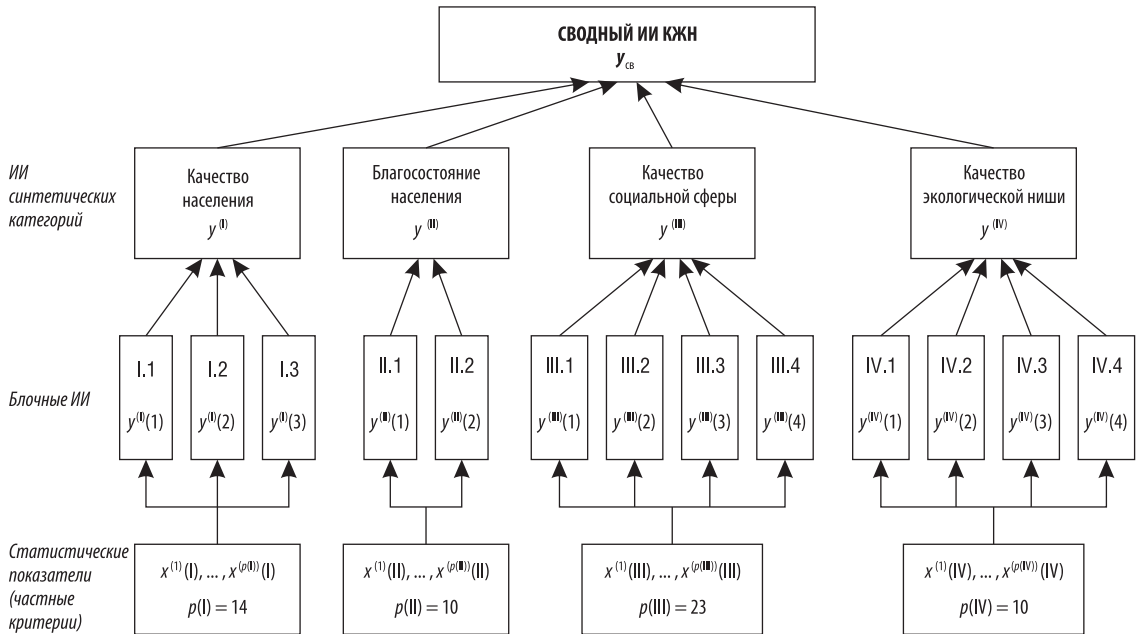 СВОДНЫЙ ИИ КЖН
y_св
ИИ
синтетических
категорий
Качество
населения
y^(I)
Благосостояние
населения
y^(II)
Качество
социальной сферы
y^(III)
Качество
экологической ниши
y^(IV)
Блочные ИИ
I.1
y^(I)(1)
I.2
y^(I)(2)
I.3
y^(I)(3)
II.1
y^(II)(1)
II.2
y^(II)(2)
III.1
y^(III)(1)
III.2
y^(III)(2)
III.3
y^(III)(3)
III.4
y^(III)(4)
IV.1
y^(IV)(1)
IV.2
y^(IV)(2)
IV.3
y^(IV)(3)
IV.4
y^(IV)(4)
Статистические
показатели
(частные
критерии)
x^(1)(I), ... , x^(p(I))(I)
p(I) = 14
x^(1)(II), ... , x^(p(II))(II)
p(II) = 10
x^(1)(III), ... , x^(p(III))(III)
p(III) = 23
x^(1)(IV), ... , x^(p(IV))(IV)
p(IV) = 10